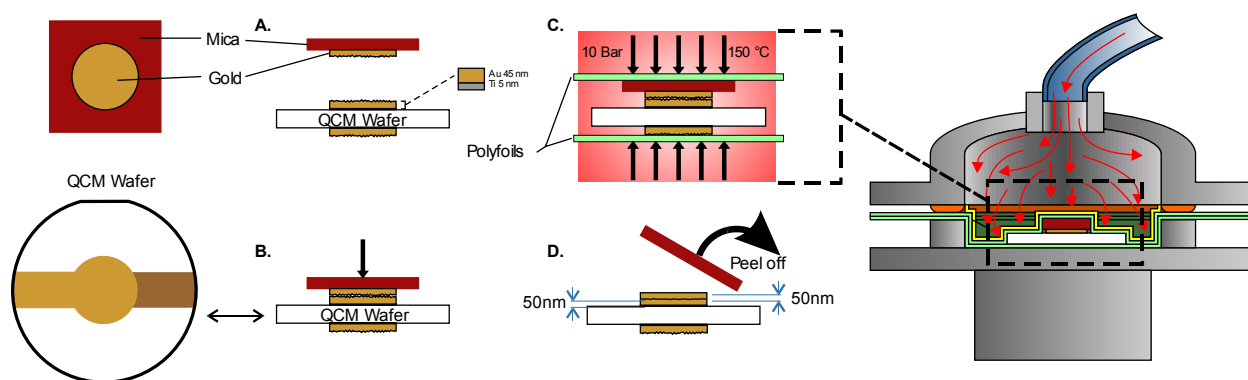 A.
Mica
Gold
Au 45 nm
Ti 5 nm
QCM Wafer
C.
10 Bar
150 °C
Polyfoils
QCM Wafer
B.
QCM Wafer
D.
Peel off
50nm
50nm